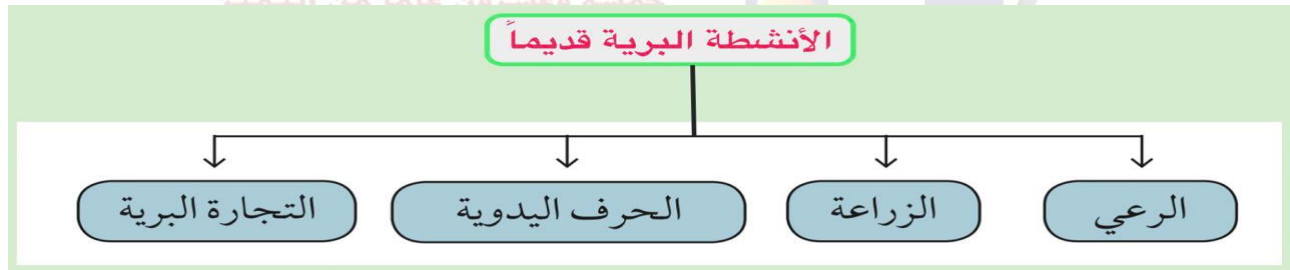 الأنشطة البرية قديماً
الرعي
الزراعة
الحرف اليدوية
التجارة البرية